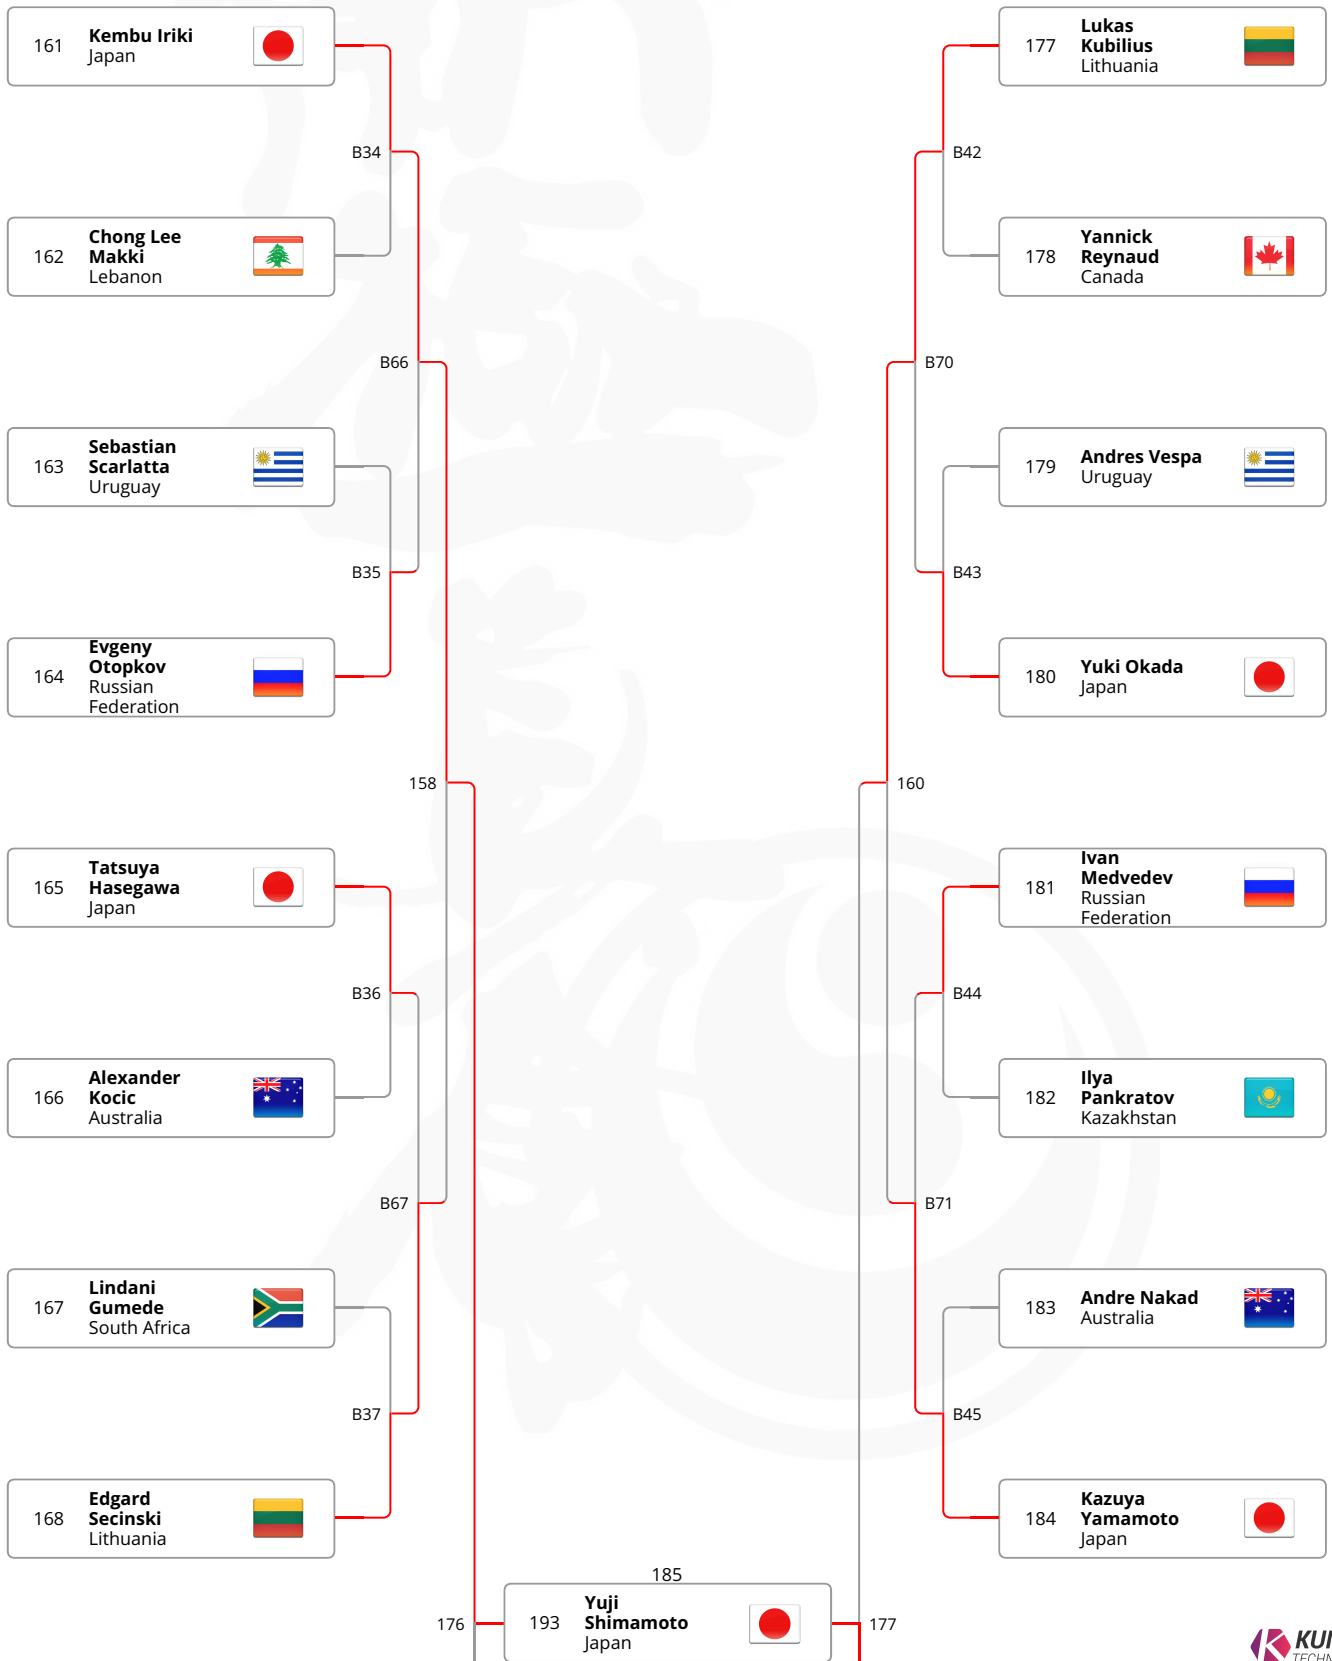 161
Kembu Iriki
Japan
B34
162
Chong Lee
Makki
Lebanon
B66
163
Sebastian
Scarlatta
Uruguay
B35
164
Evgeny
Otopkov
Russian
Federation
158
165
Tatsuya
Hasegawa
Japan
B36
166
Alexander
Kocic
Australia
B67
167
Lindani
Gumede
South Africa
B37
168
Edgard
Secinski
Lithuania
176
177
Lukas
Kubilius
Lithuania
B42
178
Yannick
Reynaud
Canada
B70
179
Andres Vespa
Uruguay
B43
180
Yuki Okada
Japan
160
181
Ivan
Medvedev
Russian
Federation
B44
182
Ilya
Pankratov
Kazakhstan
B71
183
Andre Nakad
Australia
B45
184
Kazuya
Yamamoto
Japan
185
193
Yuji
Shimamoto
Japan
177